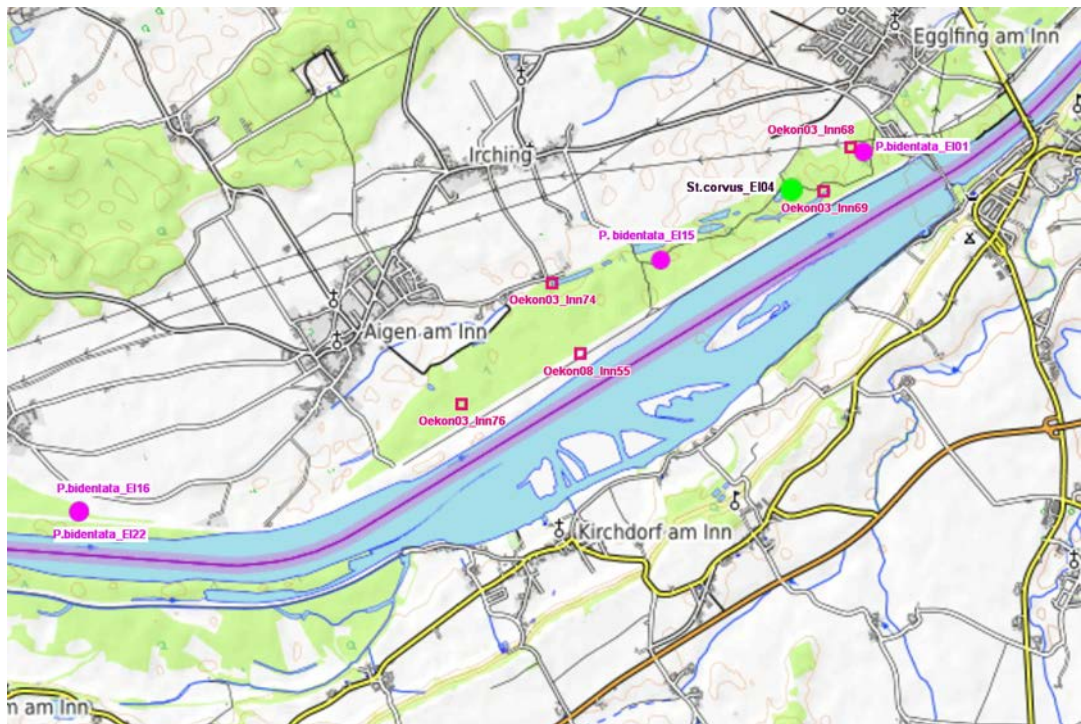 Egglfing am Inn
Oekon03_Inn68
P.bidentata_EI01
Irching
St.corvus_EI04
Oekon03_Inn69
P. bidentata_EI15
Oekon03_Inn74
Aigen am Inn
Oekon08_Inn55
Oekon03_Inn76
P.bidentata_EI16
P.bidentata_EI22
Kirchdorf am Inn
m am Inn